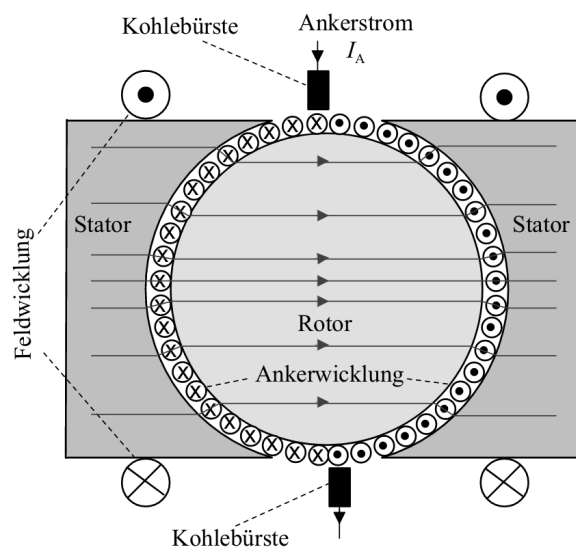 Kohlebürste
Ankerstrom
I_A
Stator
Stator
Feldwicklung
Rotor
Ankerwicklung
Kohlebürste